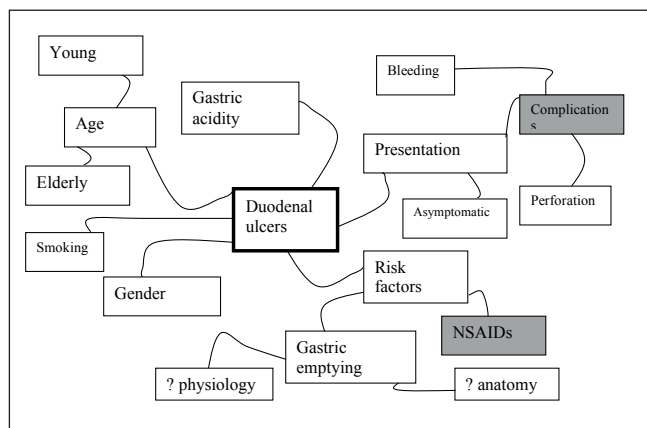 Young
Bleeding
Gastric
acidity
Complication
s
Age
Presentation
Elderly
Duodenal
ulcers
Asymptomatic
Perforation
Smoking
Gender
Risk
factors
NSAIDs
Gastric
emptying
? physiology
? anatomy